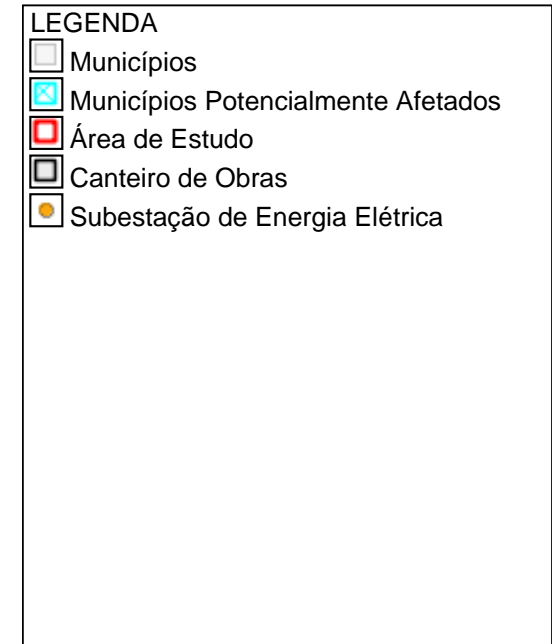 LEGENDA
Municípios
Municípios Potencialmente Afetados
Área de Estudo
Canteiro de Obras
Subestação de Energia Elétrica